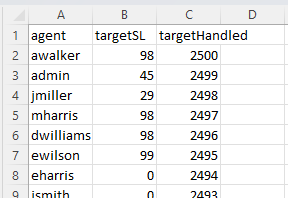 A B C D
1 agent targetSL targetHandled
2 awalker 98 2500
3 admin 45 2499
4 jmiller 29 2498
5 mharris 98 2497
6 dwilliams 98 2496
7 ewilson 99 2495
8 eharris 0 2494
9 jsmith 0 2493